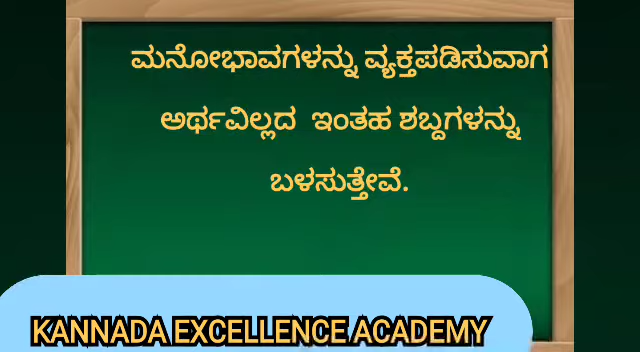 ಮನೋಭಾವಗಳನ್ನು ವ್ಯಕ್ತಪಡಿಸುವಾಗ
ಅರ್ಥವಿಲ್ಲದ ಇಂತಹ ಶಬ್ದಗಳನ್ನು
ಬಳಸುತ್ತೇವೆ.
KANNADA EXCELLENCE ACADEMY